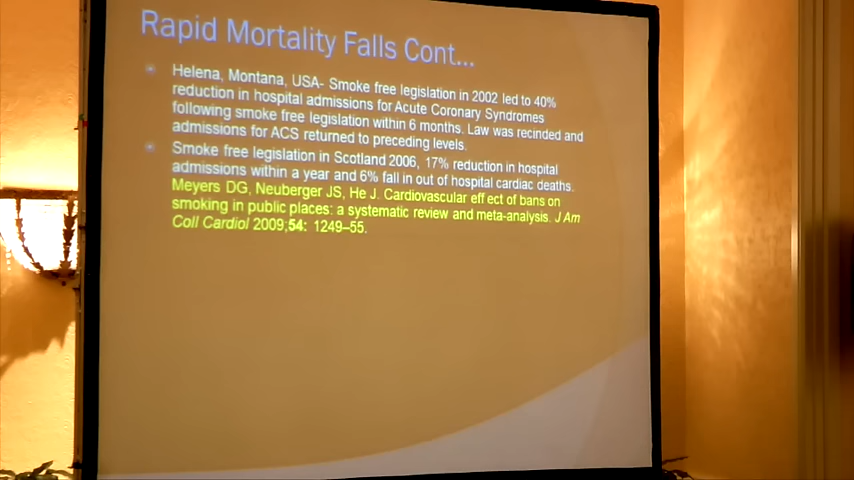 Rapid Mortality Falls Cont...
Helena, Montana, USA- Smoke free legislation in 2002 led to 40%
reduction in hospital admissions for Acute Coronary Syndromes
following smoke free legislation within 6 months. Law was recinded and
admissions for ACS returned to preceding levels.
Smoke free legislation in Scotland 2006, 17% reduction in hospital
admissions within a year and 6% fall in out of hospital cardiac deaths.
Meyers DG, Neuberger JS, He J. Cardiovascular effect of bans on
smoking in public places: a systematic review and meta-analysis. J Am
Coll Cardiol 2009;54: 1249–55.